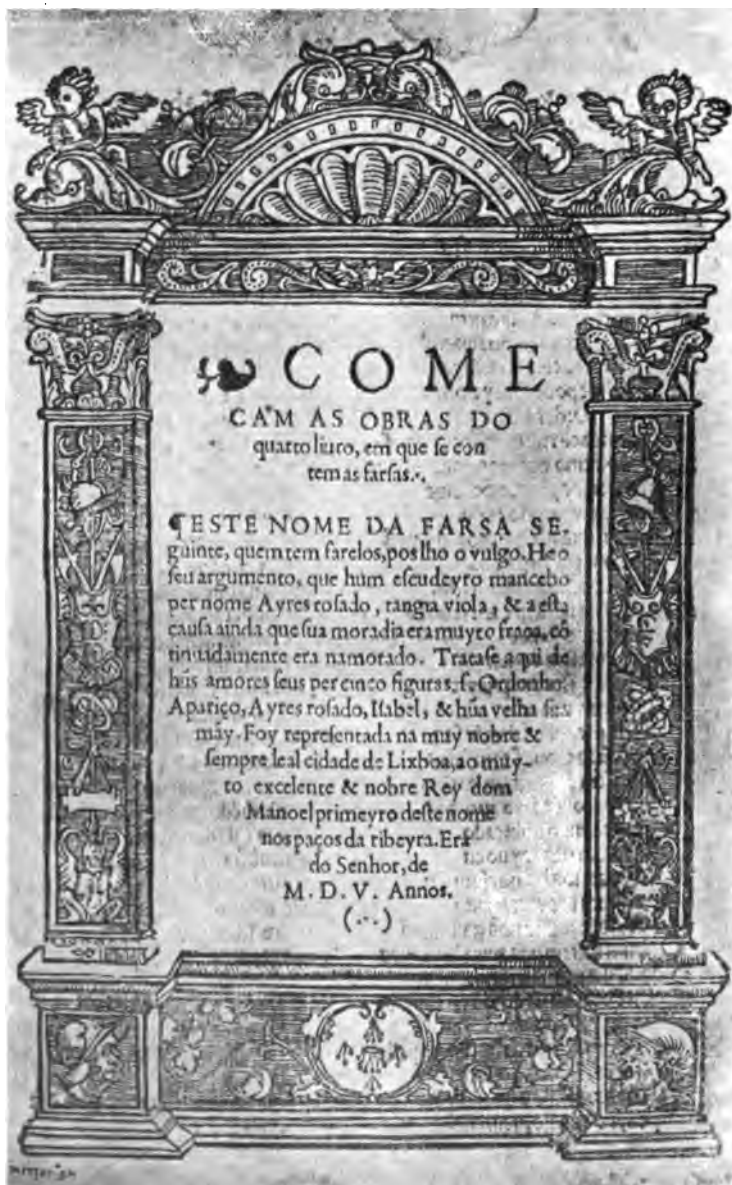 COME
CAM AS OBRAS DO
quarto liuro, em que se con
tem as farsas.
¶ESTE NOME DA FARSA SE-
guinte, quem tem farelos, pos lho o vulgo. He o
seu argumento, que hum escudeyro mancebo
per nome Ayres rosado, tangia viola, & a esta
causa ainda que sua moradia era muyto fraca, cõ
tinuadamente era namorado. Tratase aqui de
hũs amores seus per cinco figuras. s. Ordonho,
Apariço, Ayres rosado, Isabel, & hũa velha sua
mãy. Foy representada na muy nobre &
sempre leal cidade de Lixboa, ao muy-
to excelente & nobre Rey dom
Manoel primeyro deste nome
nos paços da ribeyra. Era
do Senhor, de
M. D. V. Annos.
(∴)